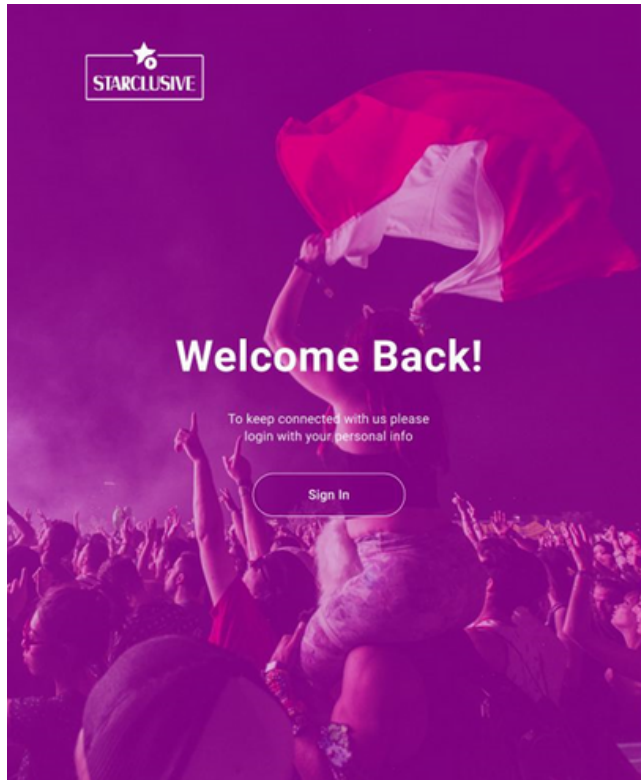 STARCLUSIVE
Welcome Back!
To keep connected with us please
login with your personal info
Sign In